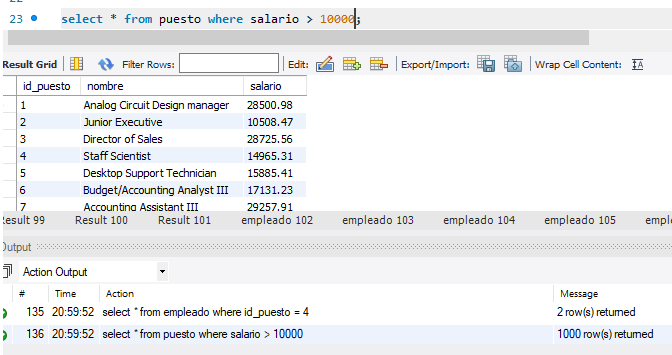 23 select * from puesto where salario > 10000;
Result Grid Filter Rows: Edit: Export/Import: Wrap Cell Content: IA
id_puesto nombre salario
1 Analog Circuit Design manager 28500.98
2 Junior Executive 10508.47
3 Director of Sales 28725.56
4 Staff Scientist 14965.31
5 Desktop Support Technician 15885.41
6 Budget/Accounting Analyst III 17131.23
7 Accounting Assistant III 29257.91
Result 99 Result 100 Result 101 empleado 102 empleado 103 empleado 104 empleado 105 emple
Output
Action Output
# Time Action Message
135 20:59:52 select * from empleado where id_puesto = 4 2 row(s) returned
136 20:59:52 select * from puesto where salario > 10000 1000 row(s) returned